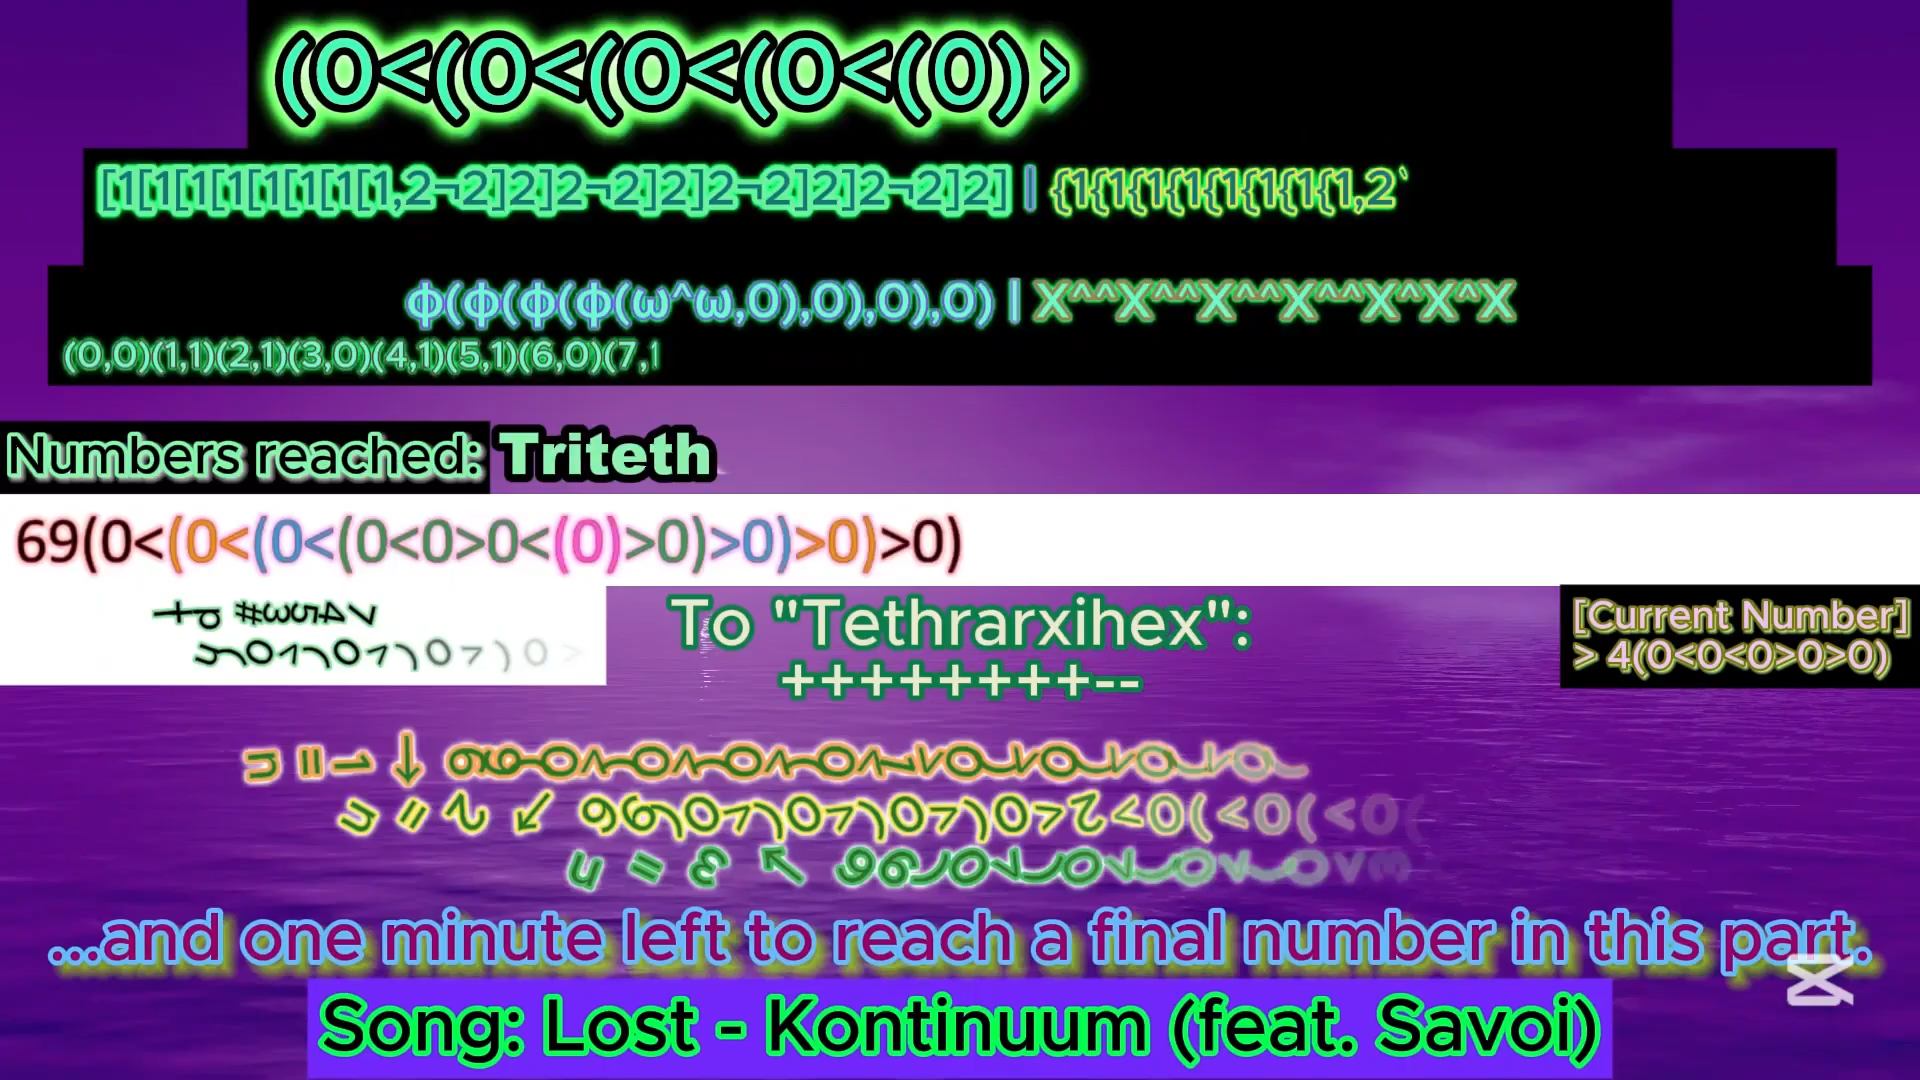 (0<(0<(0<(0<(0)>
[1[1[1[1[1[1[1[1,2¬2]2]2¬2]2]2¬2]2]2¬2]2] | {1{1{1{1{1{1{1{1,2`
φ(φ(φ(φ(ω^ω,0),0),0),0) | X^^X^^X^^X^^X^X^X
(0,0)(1,1)(2,1)(3,0)(4,1)(5,1)(6,0)(7,1
Numbers reached: Triteth
69(0<(0<(0<(0<0>0<(0)>0)>0)>0)>0)
To "Tethrarxihex":
++++++++--
[Current Number]
> 4(0<0<0>0>0)
n = 1
n = 2
n = 3
...and one minute left to reach a final number in this part.
Song: Lost - Kontinuum (feat. Savoi)